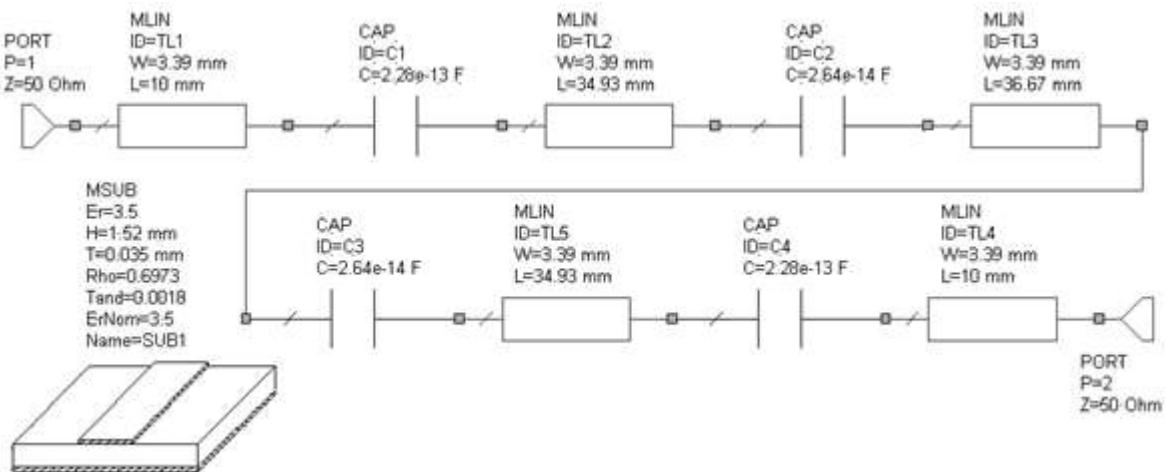 PORT
P=1
Z=50 Ohm
MLIN
ID=TL1
W=3.39 mm
L=10 mm
CAP
ID=C1
C=2.28e-13 F
MLIN
ID=TL2
W=3.39 mm
L=34.93 mm
CAP
ID=C2
C=2.64e-14 F
MLIN
ID=TL3
W=3.39 mm
L=36.67 mm
MSUB
Er=3.5
H=1.52 mm
T=0.035 mm
Rho=0.6973
Tand=0.0018
ErNom=3.5
Name=SUB1
CAP
ID=C3
C=2.64e-14 F
MLIN
ID=TL5
W=3.39 mm
L=34.93 mm
CAP
ID=C4
C=2.28e-13 F
MLIN
ID=TL4
W=3.39 mm
L=10 mm
PORT
P=2
Z=50 Ohm